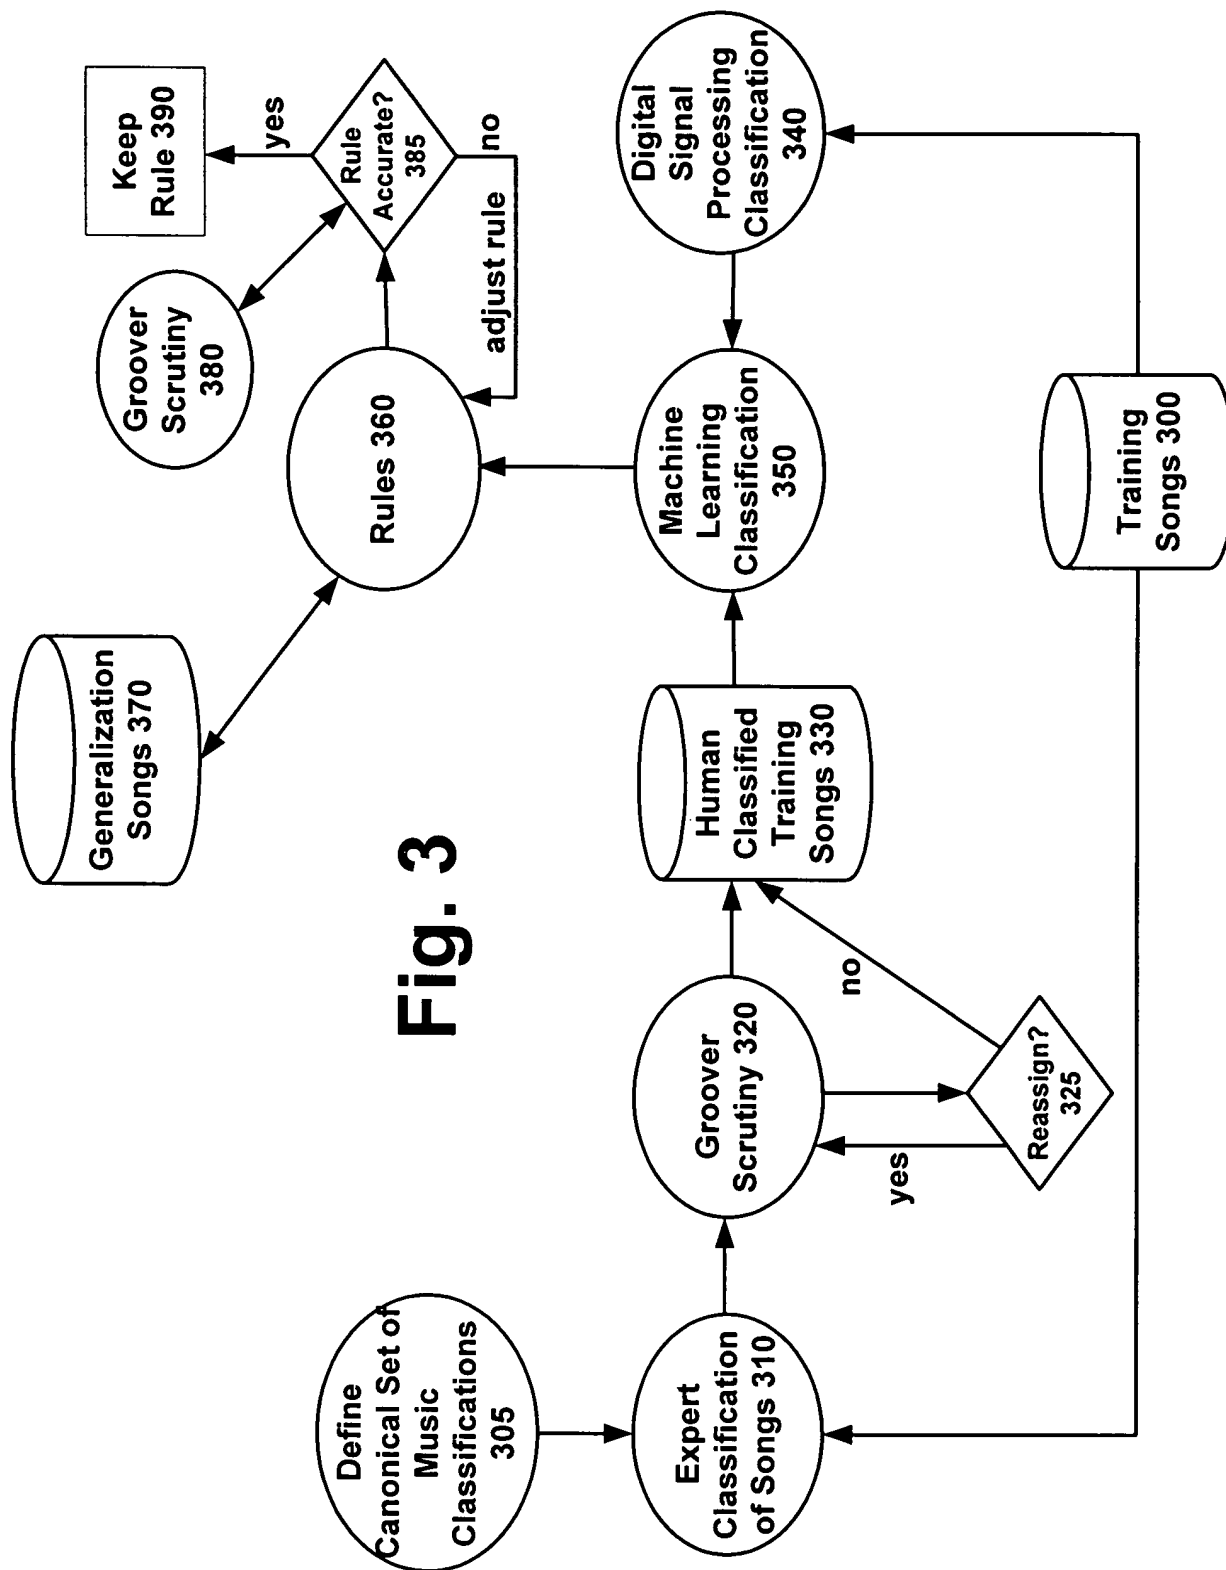 Define
Canonical Set of
Music
Classifications
305
Expert
Classification
of Songs 310
Groover
Scrutiny 320
yes
no
Reassign?
325
Human
Classified
Training
Songs 330
Generalization
Songs 370
Fig. 3
Rules 360
Groover
Scrutiny
380
Keep
Rule 390
yes
Rule
Accurate?
385
no
adjust rule
Machine
Learning
Classification
350
Digital
Signal
Processing
Classification
340
Training
Songs 300